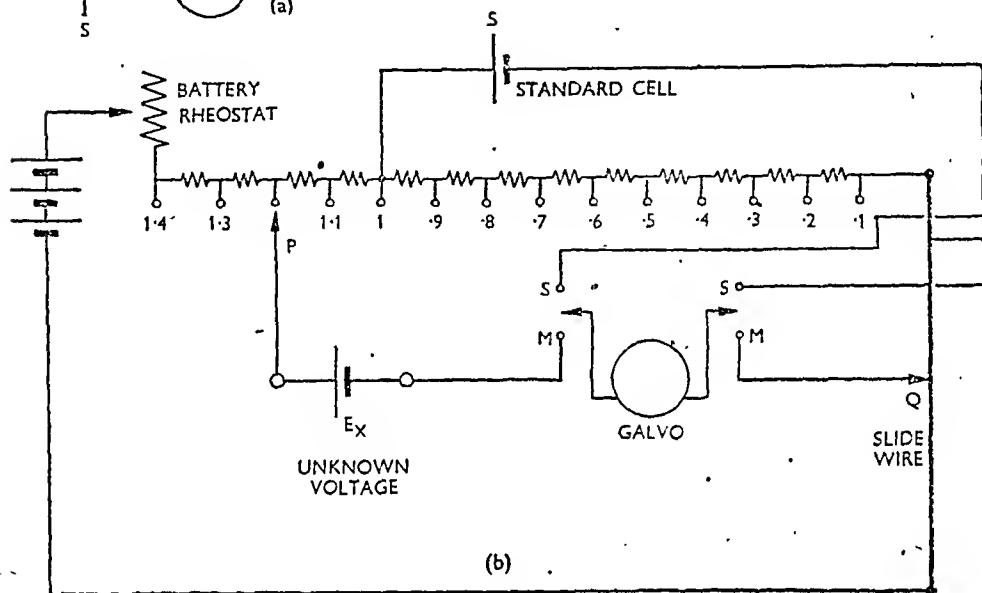 S
(a)
S
BATTERY
RHEOSTAT
STANDARD CELL
1·4 1·3 1·1 1 ·9 ·8 ·7 ·6 ·5 ·4 ·3 ·2 ·1
P
S S
M M
EX
GALVO
Q
UNKNOWN
VOLTAGE
SLIDE
WIRE
(b)